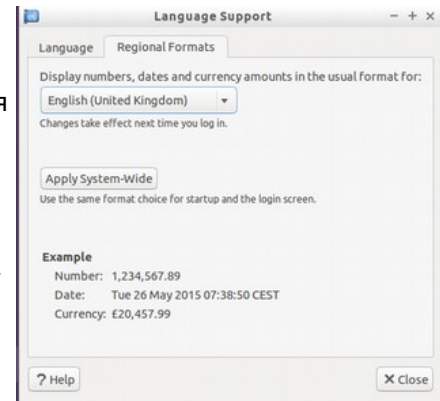 Language Support
Language Regional Formats
Display numbers, dates and currency amounts in the usual format for:
English (United Kingdom)
Changes take effect next time you log in.
Apply System-Wide
Use the same format choice for startup and the login screen.
Example
Number: 1,234,567.89
Date: Tue 26 May 2015 07:38:50 CEST
Currency: £20,457.99
? Help X Close